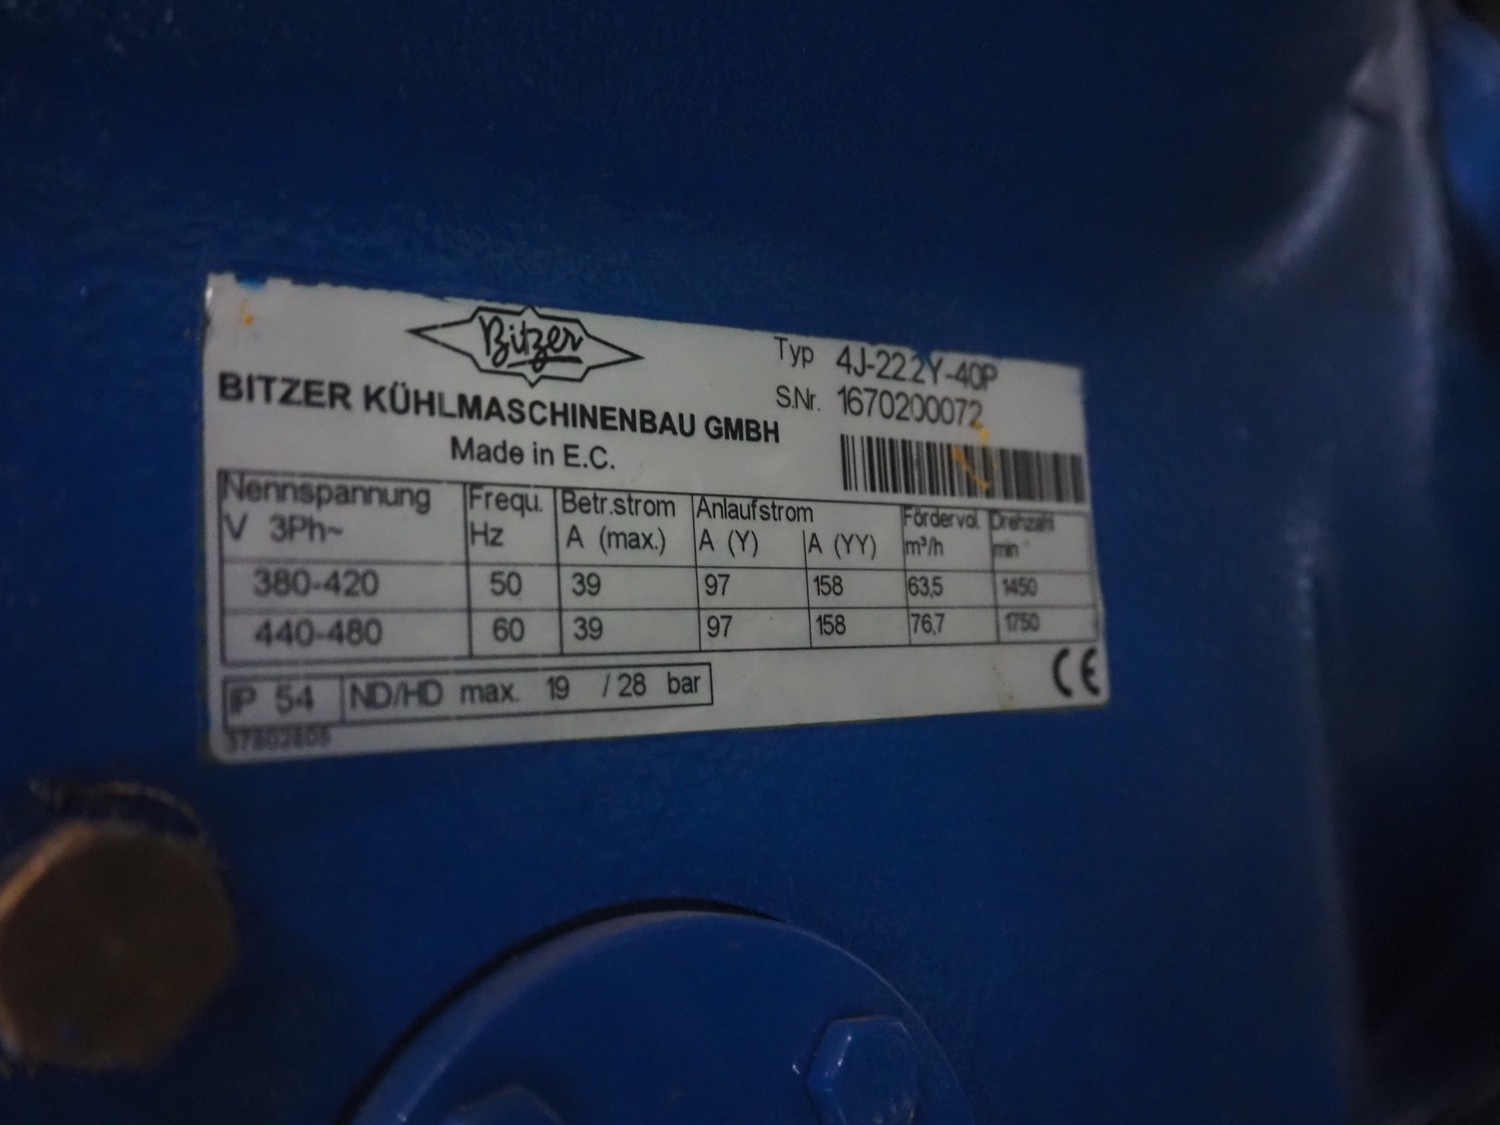 Bitzer
BITZER KÜHLMASCHINENBAU GMBH
Made in E.C.
Typ 4J-22.2Y-40P
S.Nr. 1670200072
Nennspannung Frequ. Betr.strom Anlaufstrom Fördervol. Drehzahl
V 3Ph~ Hz A (max.) A (Y) A (YY) m³/h min
380-420 50 39 97 158 63,5 1450
440-480 60 39 97 158 76,7 1750
IP 54 ND/HD max. 19 / 28 bar
CE